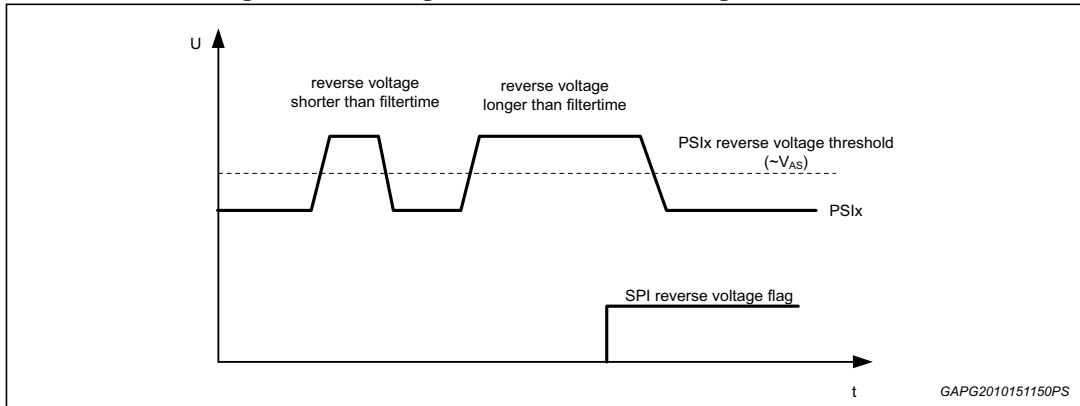 U
reverse voltage
shorter than filtertime
reverse voltage
longer than filtertime
PSIx reverse voltage threshold
(~VAS)
PSIx
SPI reverse voltage flag
t
GAPG2010151150PS